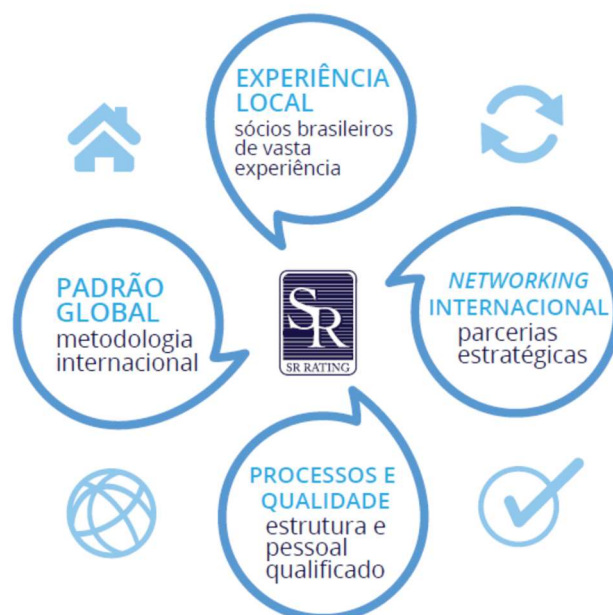 EXPERIÊNCIA
LOCAL
sócios brasileiros
de vasta
experiência
PADRÃO
GLOBAL
metodologia
internacional
SR
SR RATING
NETWORKING
INTERNACIONAL
parcerias
estratégicas
PROCESSOS E
QUALIDADE
estrutura e
pessoal
qualificado